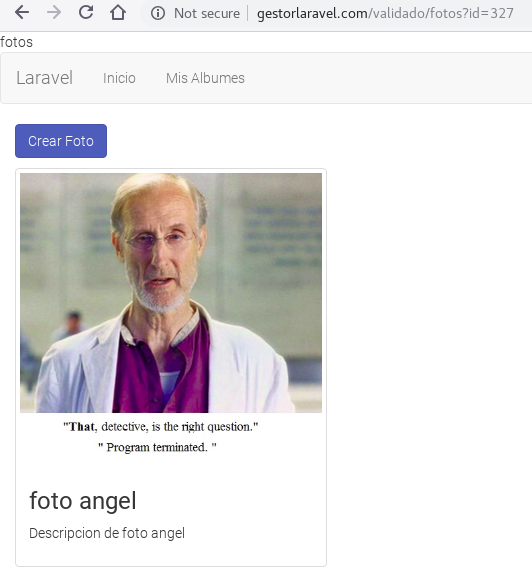 Not secure | gestorlaravel.com/validado/fotos?id=327
fotos
Laravel Inicio Mis Albumes
Crear Foto
"That, detective, is the right question."
" Program terminated. "
foto angel
Descripcion de foto angel